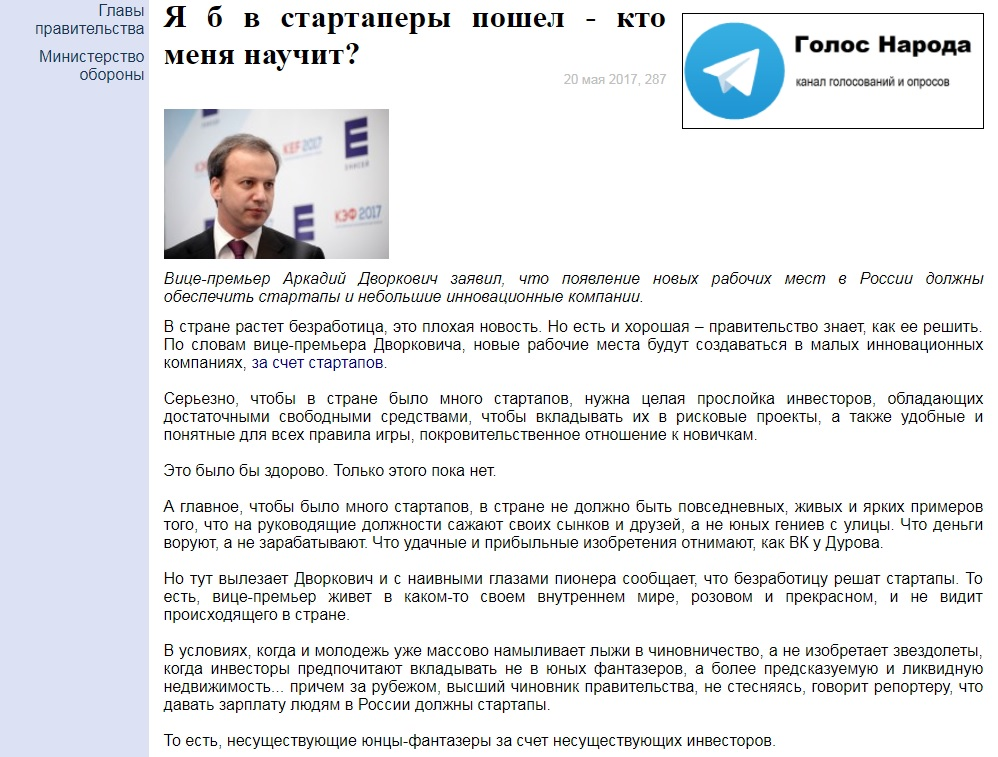 Главы
правительства
Министерство
обороны
Я б в стартаперы пошел - кто
меня научит?
20 мая 2017, 287
Голос Народа
канал голосований и опросов
КЕF 2017
ЕНИСЕЙ
КЭФ 2017
Вице-премьер Аркадий Дворкович заявил, что появление новых рабочих мест в России должны
обеспечить стартапы и небольшие инновационные компании.
В стране растет безработица, это плохая новость. Но есть и хорошая – правительство знает, как ее решить.
По словам вице-премьера Дворковича, новые рабочие места будут создаваться в малых инновационных
компаниях, за счет стартапов.
Серьезно, чтобы в стране было много стартапов, нужна целая прослойка инвесторов, обладающих
достаточными свободными средствами, чтобы вкладывать их в рисковые проекты, а также удобные и
понятные для всех правила игры, покровительственное отношение к новичкам.
Это было бы здорово. Только этого пока нет.
А главное, чтобы было много стартапов, в стране не должно быть повседневных, живых и ярких примеров
того, что на руководящие должности сажают своих сынков и друзей, а не юных гениев с улицы. Что деньги
воруют, а не зарабатывают. Что удачные и прибыльные изобретения отнимают, как ВК у Дурова.
Но тут вылезает Дворкович и с наивными глазами пионера сообщает, что безработицу решат стартапы. То
есть, вице-премьер живет в каком-то своем внутреннем мире, розовом и прекрасном, и не видит
происходящего в стране.
В условиях, когда и молодежь уже массово намыливает лыжи в чиновничество, а не изобретает звездолеты,
когда инвесторы предпочитают вкладывать не в юных фантазеров, а более предсказуемую и ликвидную
недвижимость... причем за рубежом, высший чиновник правительства, не стесняясь, говорит репортеру, что
давать зарплату людям в России должны стартапы.
То есть, несуществующие юнцы-фантазеры за счет несуществующих инвесторов.